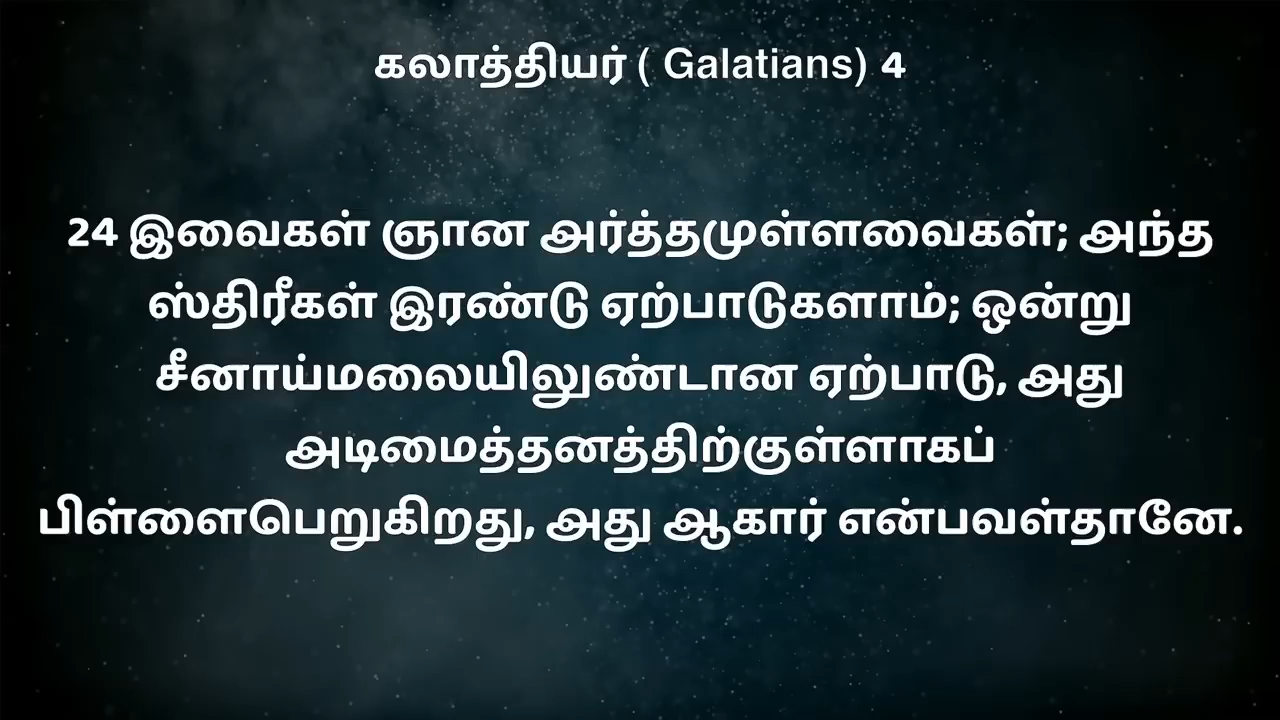 கலாத்தியர் ( Galatians) 4
24 இவைகள் ஞான அர்த்தமுள்ளவைகள்; அந்த
ஸ்திரீகள் இரண்டு ஏற்பாடுகளாம்; ஒன்று
சீனாய்மலையிலுண்டான ஏற்பாடு, அது
அடிமைத்தனத்திற்குள்ளாகப்
பிள்ளைபெறுகிறது, அது ஆகார் என்பவள்தானே.